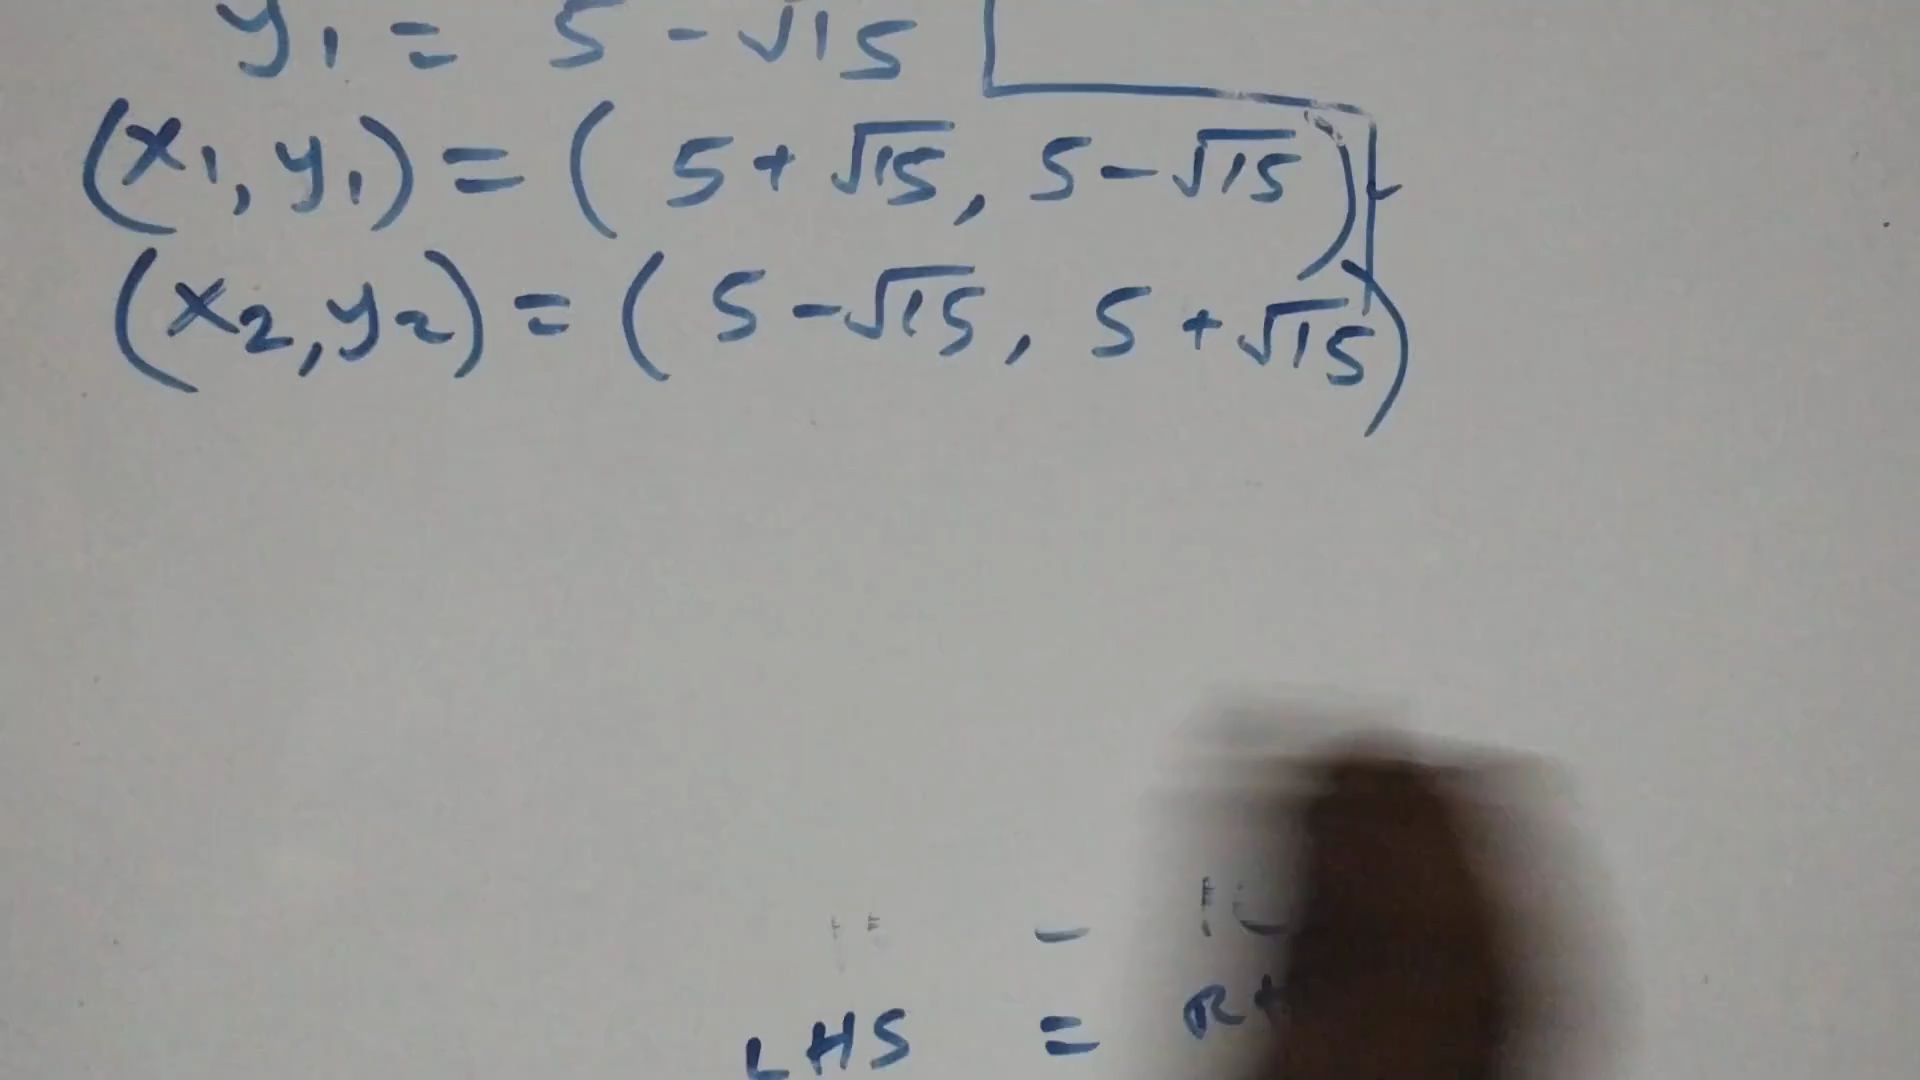 y₁ = 5 - √15
(x₁, y₁) = ( 5 + √15, 5 - √15 )
(x₂, y₂) = ( 5 - √15, 5 + √15 )
LHS =